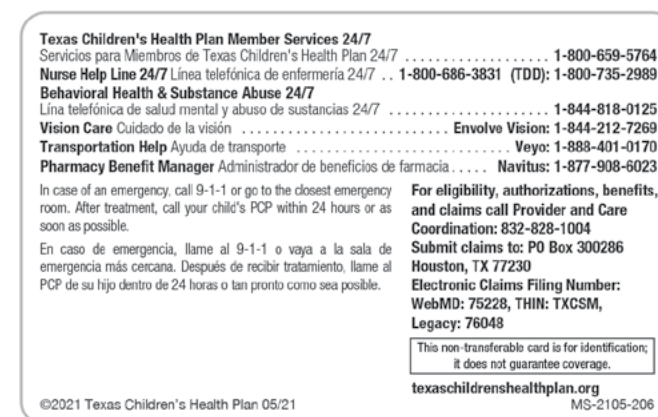 Texas Children's Health Plan Member Services 24/7
Servicios para Miembros de Texas Children's Health Plan 24/7 . . . . . . . . . . . . . . . . . . . 1-800-659-5764
Nurse Help Line 24/7 Línea telefónica de enfermería 24/7 . . 1-800-686-3831 (TDD): 1-800-735-2989
Behavioral Health & Substance Abuse 24/7
Lína telefónica de salud mental y abuso de sustancias 24/7 . . . . . . . . . . . . . . . . . . . . . 1-844-818-0125
Vision Care Cuidado de la visión . . . . . . . . . . . . . . . . . . . . . . . . . . Envolve Vision: 1-844-212-7269
Transportation Help Ayuda de transporte . . . . . . . . . . . . . . . . . . . . . . . . . . . . . . Veyo: 1-888-401-0170
Pharmacy Benefit Manager Administrador de beneficios de farmacia . . . . . Navitus: 1-877-908-6023
In case of an emergency, call 9-1-1 or go to the closest emergency
room. After treatment, call your child's PCP within 24 hours or as
soon as possible.
En caso de emergencia, llame al 9-1-1 o vaya a la sala de
emergencia más cercana. Después de recibir tratamiento, llame al
PCP de su hijo dentro de 24 horas o tan pronto como sea posible.
For eligibility, authorizations, benefits,
and claims call Provider and Care
Coordination: 832-828-1004
Submit claims to: PO Box 300286
Houston, TX 77230
Electronic Claims Filing Number:
WebMD: 75228, THIN: TXCSM,
Legacy: 76048
This non-transferable card is for identification;
it does not guarantee coverage.
texaschildrenshealthplan.org
©2021 Texas Children's Health Plan 05/21
MS-2105-206